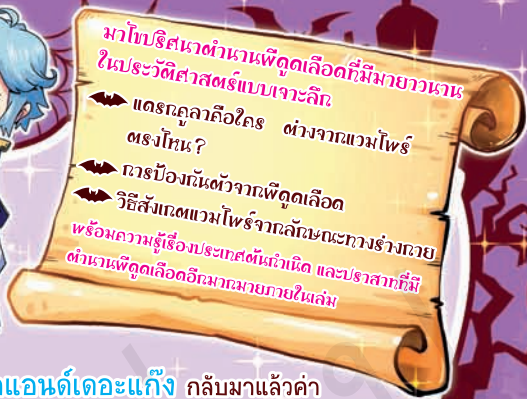 มาไขปริศนาตำนานผีดูดเลือดที่มีมายาวนาน
ในประวัติศาสตร์แบบเจาะลึก
แดรกคูลาคือใคร ต่างจากแวมไพร์
ตรงไหน?
การป้องกันตัวจากผีดูดเลือด
วิธีสังเกตแวมไพร์จากลักษณะทางร่างกาย
พร้อมความรู้เรื่องประเทศต้นกำเนิด และปราสาทที่มี
ตำนานผีดูดเลือดอีกมากมายภายในเล่ม
แอนด์เดอะแก๊ง กลับมาแล้วค่า